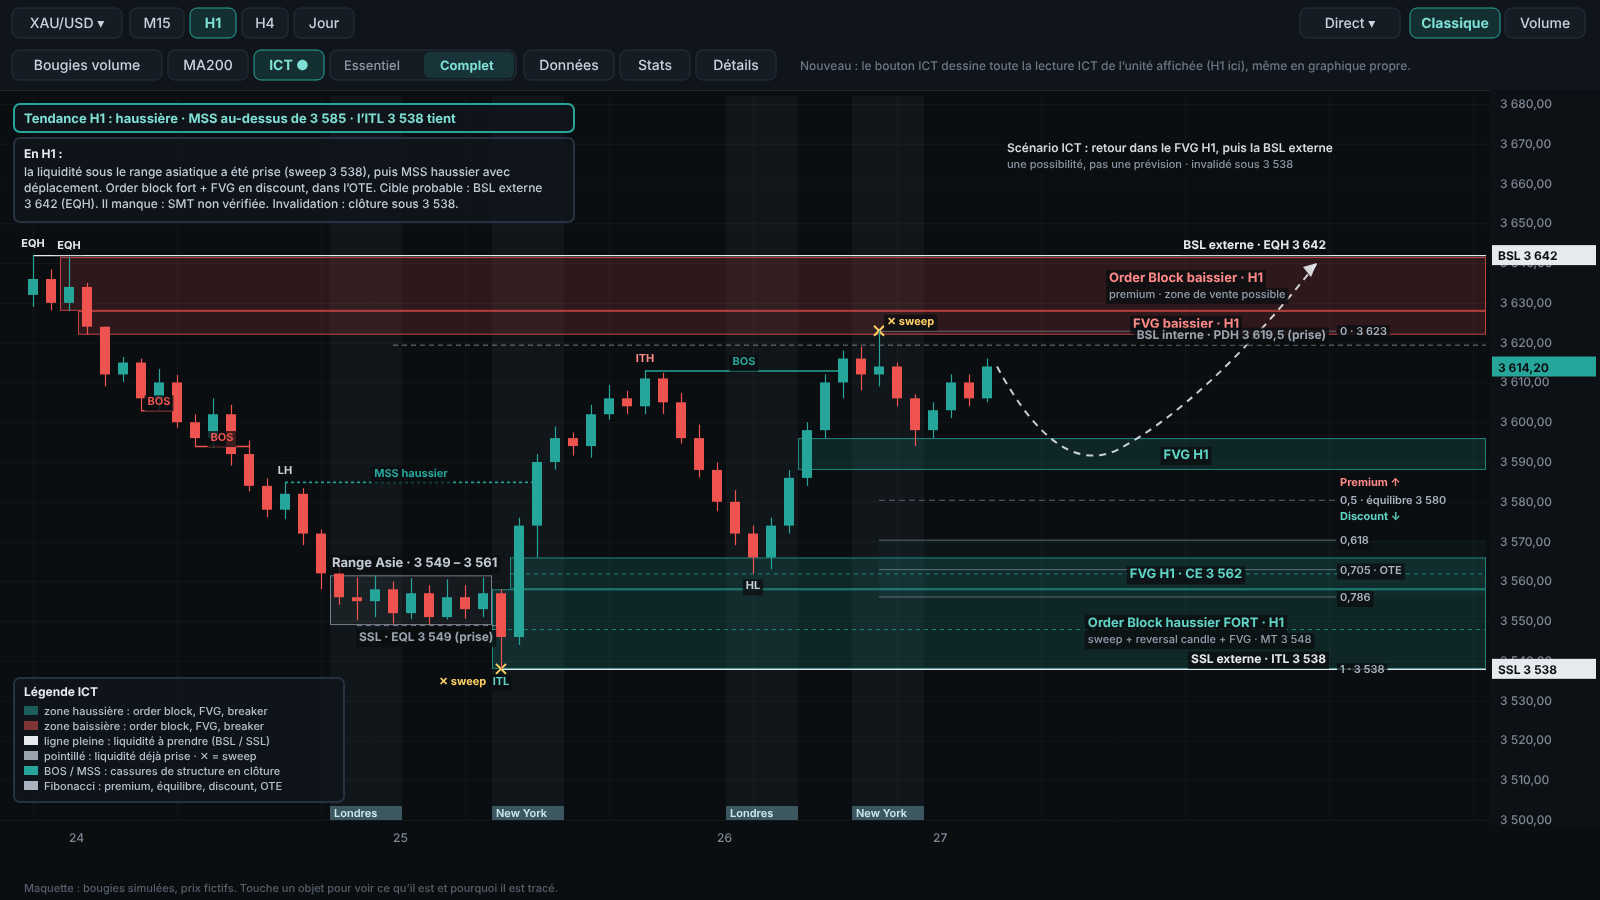 XAU/USD ▾ M15 H1 H4 Jour Direct ▾ Classique Volume
Bougies volume MA200 ICT ● Essentiel Complet Données Stats Détails Nouveau : le bouton ICT dessine toute la lecture ICT de l'unité affichée (H1 ici), même en graphique propre.
Tendance H1 : haussière · MSS au-dessus de 3 585 · l'ITL 3 538 tient
En H1 :
la liquidité sous le range asiatique a été prise (sweep 3 538), puis MSS haussier avec
déplacement. Order block fort + FVG en discount, dans l'OTE. Cible probable : BSL externe
3 642 (EQH). Il manque : SMT non vérifiée. Invalidation : clôture sous 3 538.
Scénario ICT : retour dans le FVG H1, puis la BSL externe
une possibilité, pas une prévision · invalidé sous 3 538
3 680,00
3 670,00
3 660,00
3 650,00
EQH EQH
BSL externe · EQH 3 642
BSL 3 642
Order Block baissier · H1
premium · zone de vente possible
3 630,00
✕ sweep
FVG baissier · H1
BSL interne · PDH 3 619,5 (prise)
0 · 3 623
3 620,00
ITH
BOS
3 614,20
3 610,00
BOS
BOS
3 600,00
LH
MSS haussier
FVG H1
3 590,00
Premium ↑
0,5 · équilibre 3 580
Discount ↓
3 580,00
0,618
3 570,00
Range Asie · 3 549 – 3 561
HL
FVG H1 · CE 3 562
0,705 · OTE
3 560,00
0,786
Order Block haussier FORT · H1
sweep + reversal candle + FVG · MT 3 548
3 550,00
SSL · EQL 3 549 (prise)
SSL externe · ITL 3 538
1 · 3 538
SSL 3 538
✕ sweep ITL
3 530,00
3 520,00
3 510,00
3 500,00
Légende ICT
zone haussière : order block, FVG, breaker
zone baissière : order block, FVG, breaker
ligne pleine : liquidité à prendre (BSL / SSL)
pointillé : liquidité déjà prise · ✕ = sweep
BOS / MSS : cassures de structure en clôture
Fibonacci : premium, équilibre, discount, OTE
Londres New York Londres New York
24 25 26 27
Maquette : bougies simulées, prix fictifs. Touche un objet pour voir ce qu'il est et pourquoi il est tracé.